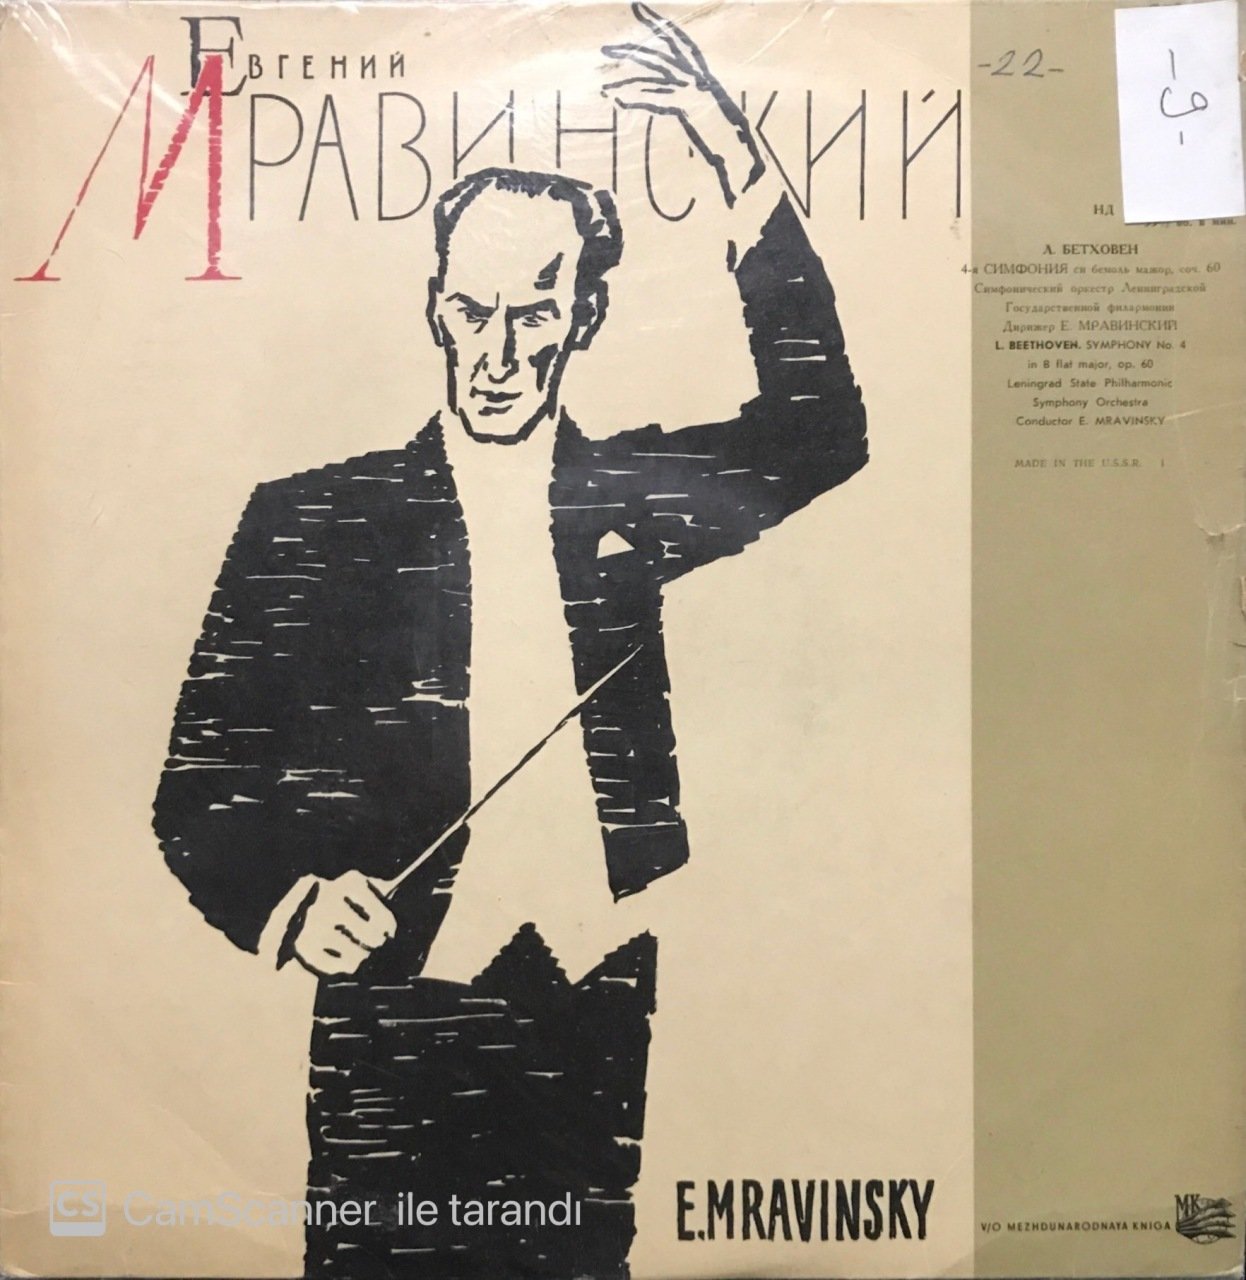 ЕВГЕНИЙ
МРАВИНСКИЙ
-22-
НД
А. БЕТХОВЕН
4-я СИМФОНИЯ си бемоль мажор, соч. 60
Симфонический оркестр Ленинградской
Государственной филармонии
Дирижер Е. МРАВИНСКИЙ
L. BEETHOVEN. SYMPHONY No. 4
in B flat major, op. 60
Leningrad State Philharmonic
Symphony Orchestra
Conductor E. MRAVINSKY
MADE IN THE U.S.S.R.
E.MRAVINSKY
V/O MEZHDUNARODNAYA KNIGA
МК
CS CamScanner ile tarandı